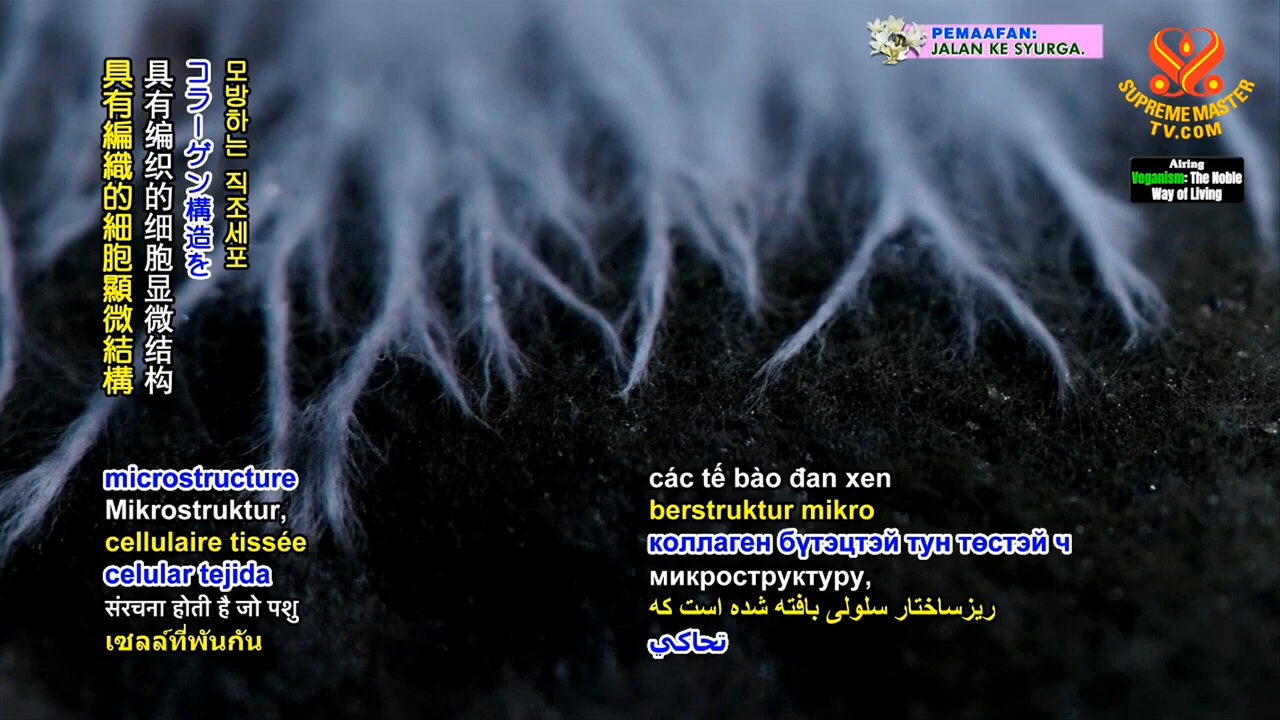 PEMAAFAN:
JALAN KE SYURGA.
SUPREME MASTER
TV.COM
Airing
Veganism: The Noble
Way of Living
모방하는 직조세포
コラーゲン構造を
具有编织的细胞显微结构
具有編織的細胞顯微結構
microstructure
Mikrostruktur,
cellulaire tissée
celular tejida
संरचना होती है जो पशु
เซลล์ที่พันกัน
các tế bào đan xen
berstruktur mikro
коллаген бүтэцтэй тун төстэй ч
микроструктуру,
ریزساختار سلولی بافته شده است که
تحاكي